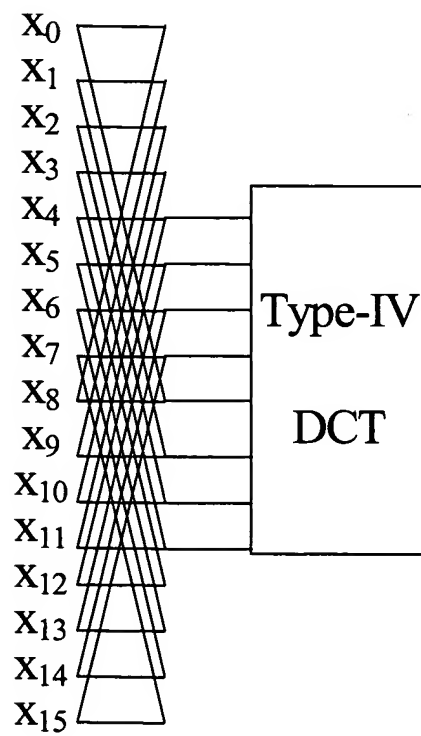 X₀
X₁
X₂
X₃
X₄
X₅
X₆
X₇
X₈
X₉
X₁₀
X₁₁
X₁₂
X₁₃
X₁₄
X₁₅
Type-IV
DCT